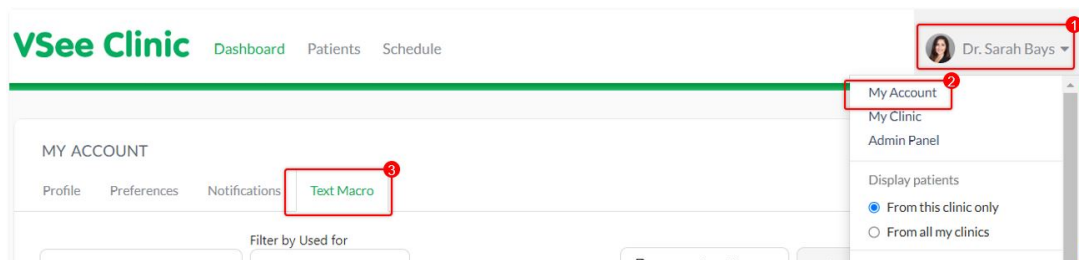 VSee Clinic Dashboard Patients Schedule
1
Dr. Sarah Bays
2
My Account
My Clinic
Admin Panel
MY ACCOUNT
3
Profile Preferences Notifications Text Macro
Display patients
From this clinic only
From all my clinics
Filter by Used for